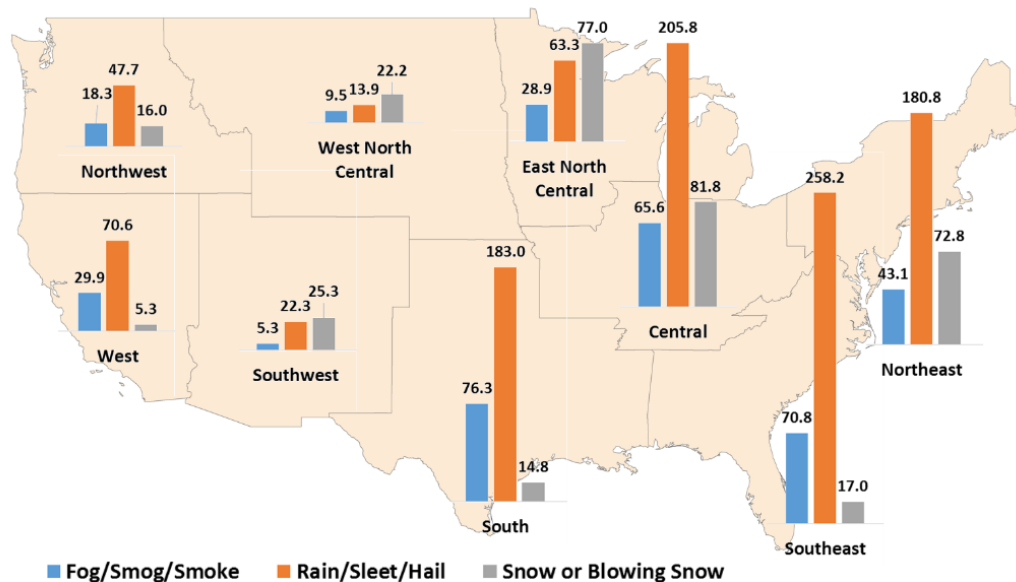 47.7
18.3
16.0
Northwest
22.2
13.9
9.5
West North
Central
77.0
63.3
28.9
East North
Central
205.8
81.8
65.6
Central
180.8
72.8
43.1
Northeast
70.6
29.9
5.3
West
25.3
22.3
5.3
Southwest
183.0
76.3
14.8
South
258.2
70.8
17.0
Southeast
Fog/Smog/Smoke
Rain/Sleet/Hail
Snow or Blowing Snow